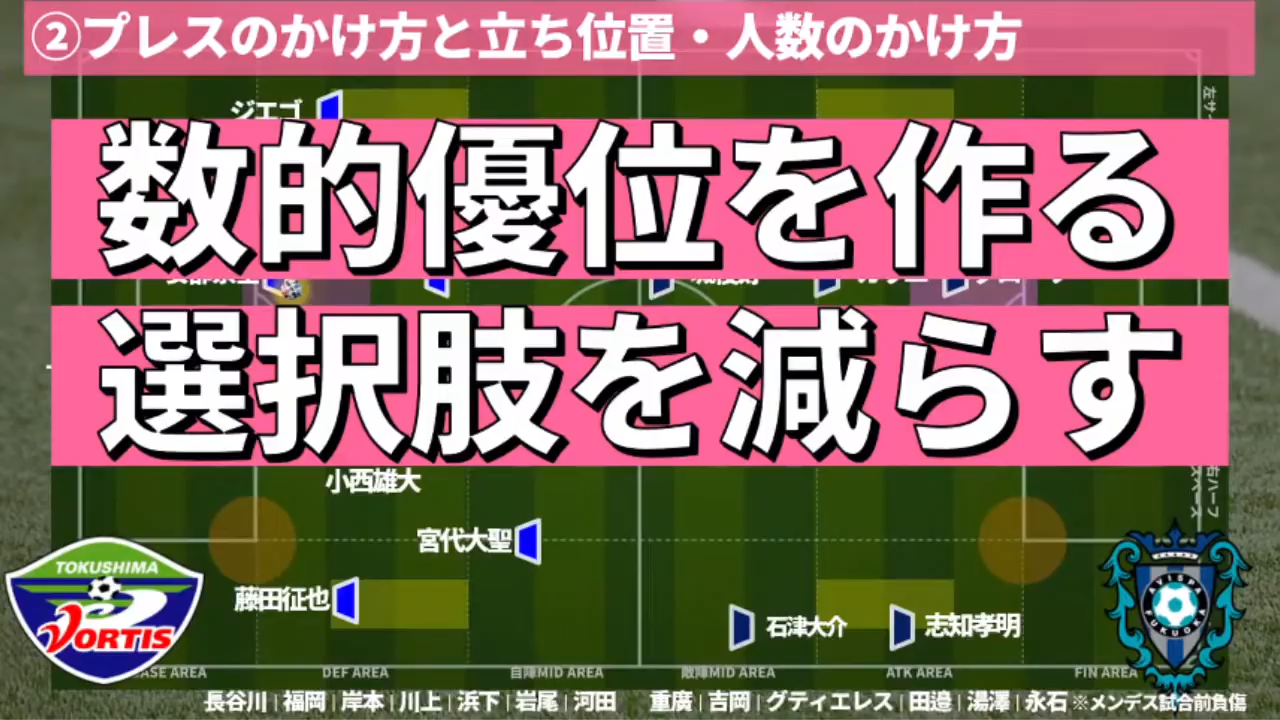 ②プレスのかけ方と立ち位置・人数のかけ方
ジエゴ
数的優位を作る
選択肢を減らす
小西雄大
宮代大聖
藤田征也
石津大介
志知孝明
TOKUSHIMA
VORTIS
AVISPA
FUKUOKA
DEF AREA
自陣MID AREA
敵陣MID AREA
ATK AREA
FIN AREA
長谷川|福岡|岸本|川上|浜下|岩尾|河田
重廣|吉岡|グティエレス|田邉|湯澤|永石 ※メンデス試合前負傷